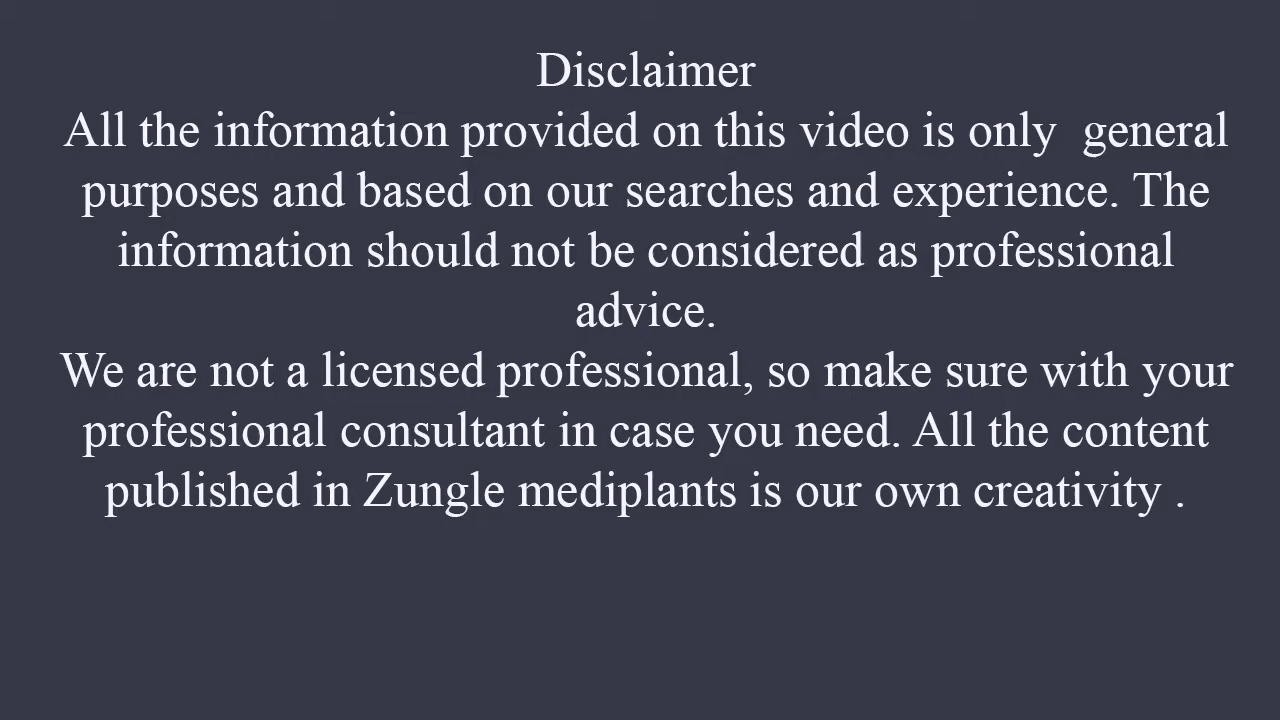 Disclaimer
All the information provided on this video is only  general
purposes and based on our searches and experience. The
information should not be considered as professional
advice.
We are not a licensed professional, so make sure with your
professional consultant in case you need. All the content
published in Zungle mediplants is our own creativity .